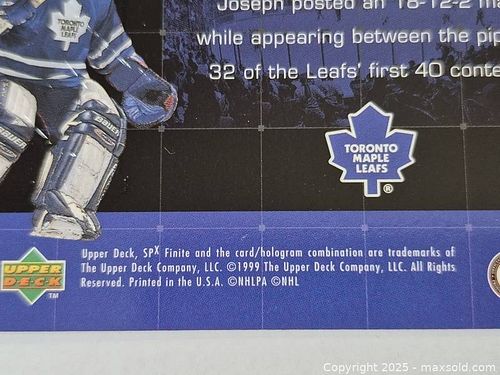 Joseph posted an 18-12-2
while appearing between the
32 of the Leafs' first 40
TORONTO
MAPLE
LEAFS
TORONTO
MAPLE
LEAFS
®
Upper Deck, SPX Finite and the card/hologram combination are trademarks of
The Upper Deck Company, LLC. ©1999 The Upper Deck Company, LLC. All Rights
Reserved. Printed in the U.S.A. ©NHLPA ©NHL
UPPER
DECK
TM
Copyright 2025 - maxsold.com